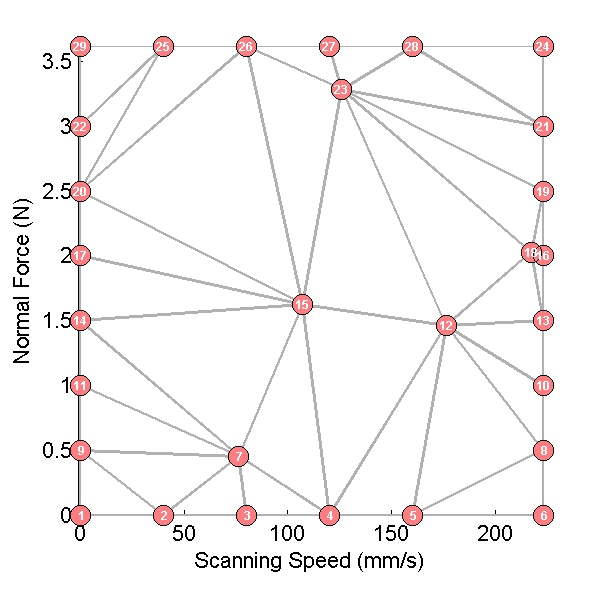 29 25 26 27 28 24
3.5
23
22 3 21
20 2.5 19
17 2 18 16
15
14 1.5 12 13
11 1 10
9 0.5 7 8
1 2 3 4 5 6
0
0 50 100 150 200
Scanning Speed (mm/s)
Normal Force (N)